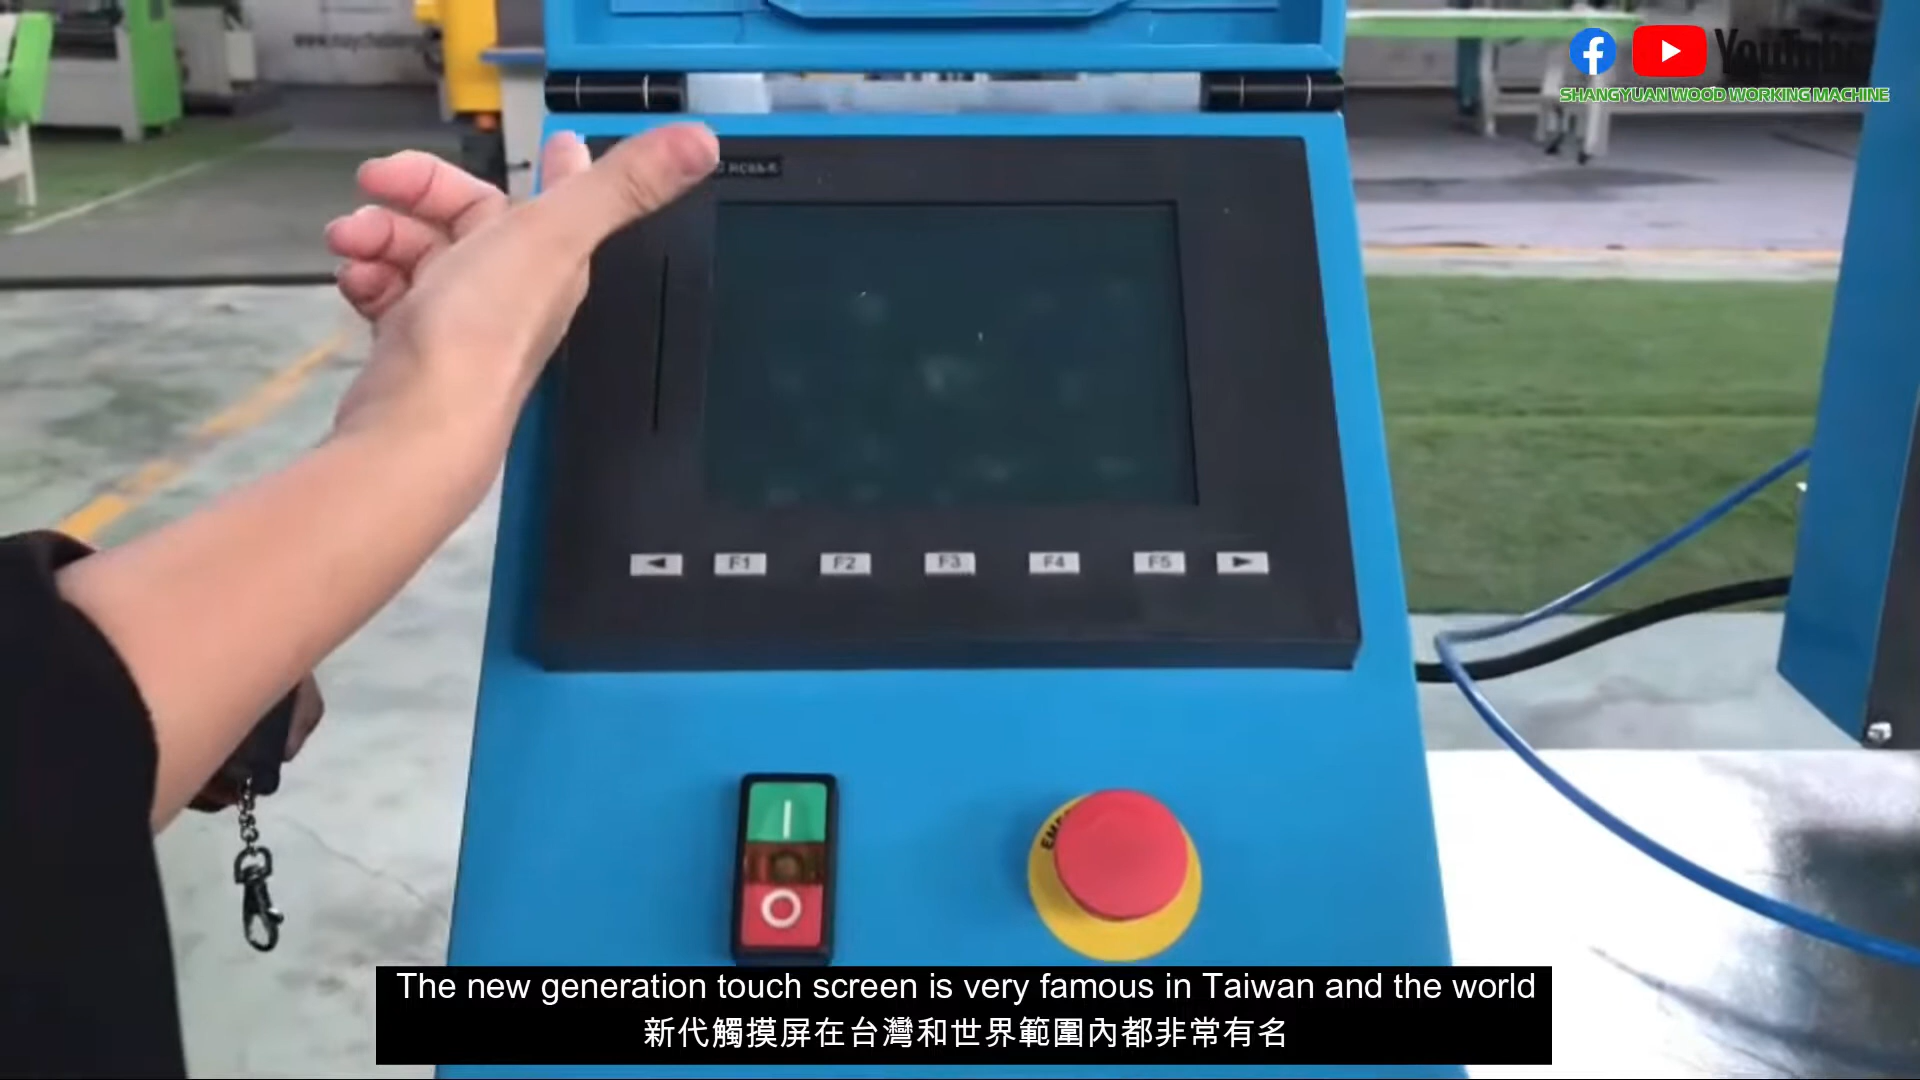 YouTube
SHANGYUAN WOOD WORKING MACHINE
F1 F2 F3 F4 F5
The new generation touch screen is very famous in Taiwan and the world
新代觸摸屏在台灣和世界範圍內都非常有名